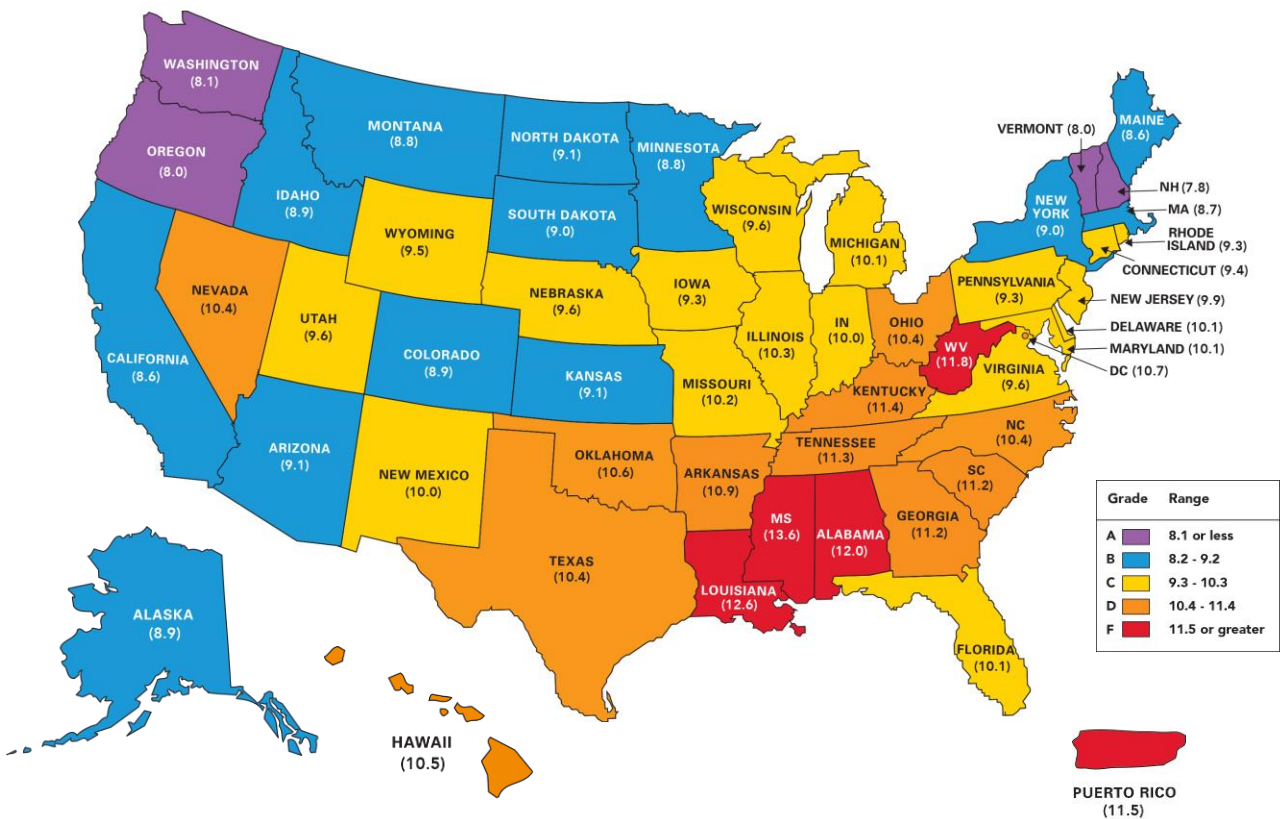 WASHINGTON
(8.1)
OREGON
(8.0)
CALIFORNIA
(8.6)
NEVADA
(10.4)
IDAHO
(8.9)
MONTANA
(8.8)
WYOMING
(9.5)
UTAH
(9.6)
COLORADO
(8.9)
ARIZONA
(9.1)
NEW MEXICO
(10.0)
NORTH DAKOTA
(9.1)
SOUTH DAKOTA
(9.0)
NEBRASKA
(9.6)
KANSAS
(9.1)
OKLAHOMA
(10.6)
TEXAS
(10.4)
MINNESOTA
(8.8)
IOWA
(9.3)
MISSOURI
(10.2)
ARKANSAS
(10.9)
LOUISIANA
(12.6)
WISCONSIN
(9.6)
ILLINOIS
(10.3)
MICHIGAN
(10.1)
IN
(10.0)
OHIO
(10.4)
KENTUCKY
(11.4)
TENNESSEE
(11.3)
MS
(13.6)
ALABAMA
(12.0)
GEORGIA
(11.2)
FLORIDA
(10.1)
SC
(11.2)
NC
(10.4)
VIRGINIA
(9.6)
WV
(11.8)
PENNSYLVANIA
(9.3)
NEW
YORK
(9.0)
VERMONT (8.0)
MAINE
(8.6)
NH (7.8)
MA (8.7)
RHODE
ISLAND (9.3)
CONNECTICUT (9.4)
NEW JERSEY (9.9)
DELAWARE (10.1)
MARYLAND (10.1)
DC (10.7)
ALASKA
(8.9)
HAWAII
(10.5)
PUERTO RICO
(11.5)
Grade Range
A 8.1 or less
B 8.2 - 9.2
C 9.3 - 10.3
D 10.4 - 11.4
F 11.5 or greater